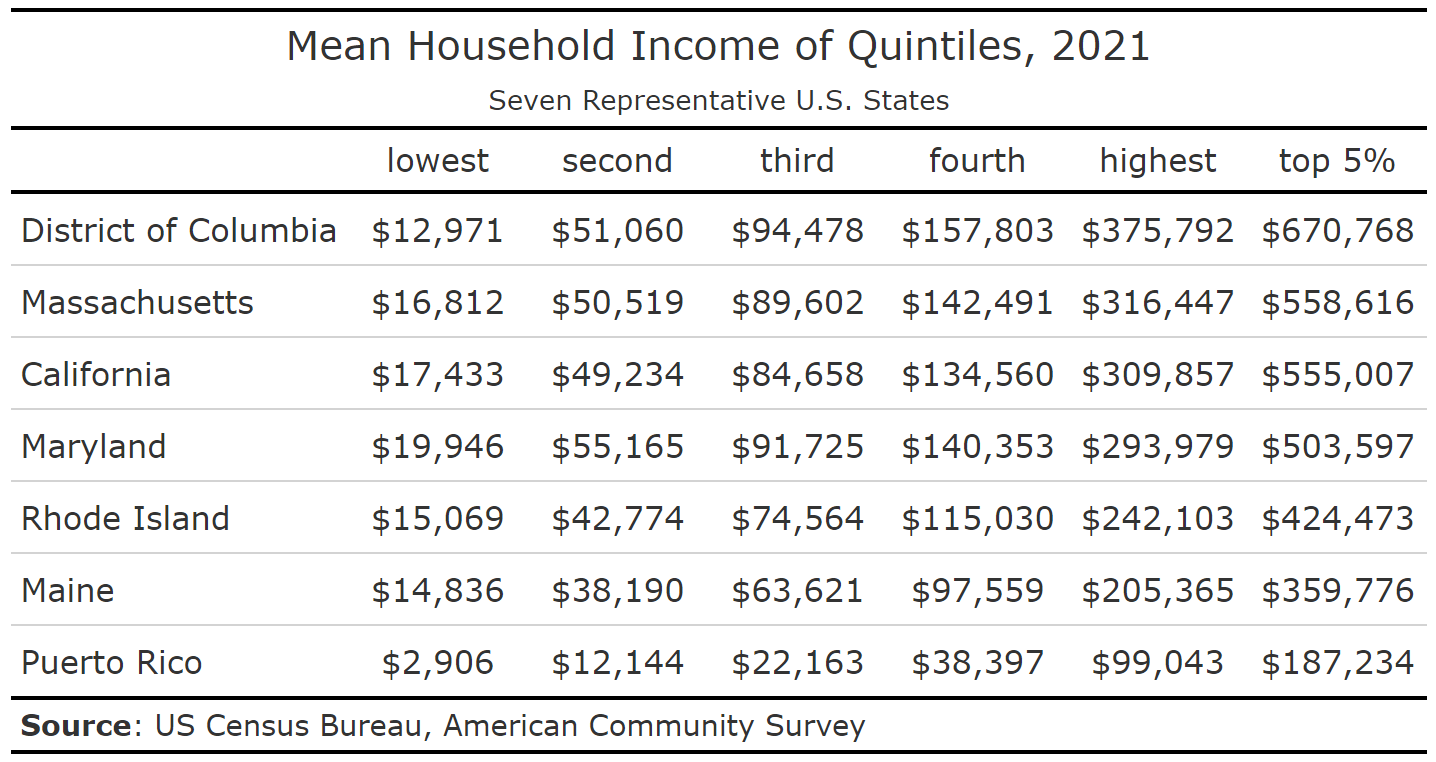 Mean Household Income of Quintiles, 2021
Seven Representative U.S. States
lowest second third fourth highest top 5%
District of Columbia $12,971 $51,060 $94,478 $157,803 $375,792 $670,768
Massachusetts $16,812 $50,519 $89,602 $142,491 $316,447 $558,616
California $17,433 $49,234 $84,658 $134,560 $309,857 $555,007
Maryland $19,946 $55,165 $91,725 $140,353 $293,979 $503,597
Rhode Island $15,069 $42,774 $74,564 $115,030 $242,103 $424,473
Maine $14,836 $38,190 $63,621 $97,559 $205,365 $359,776
Puerto Rico $2,906 $12,144 $22,163 $38,397 $99,043 $187,234
Source: US Census Bureau, American Community Survey